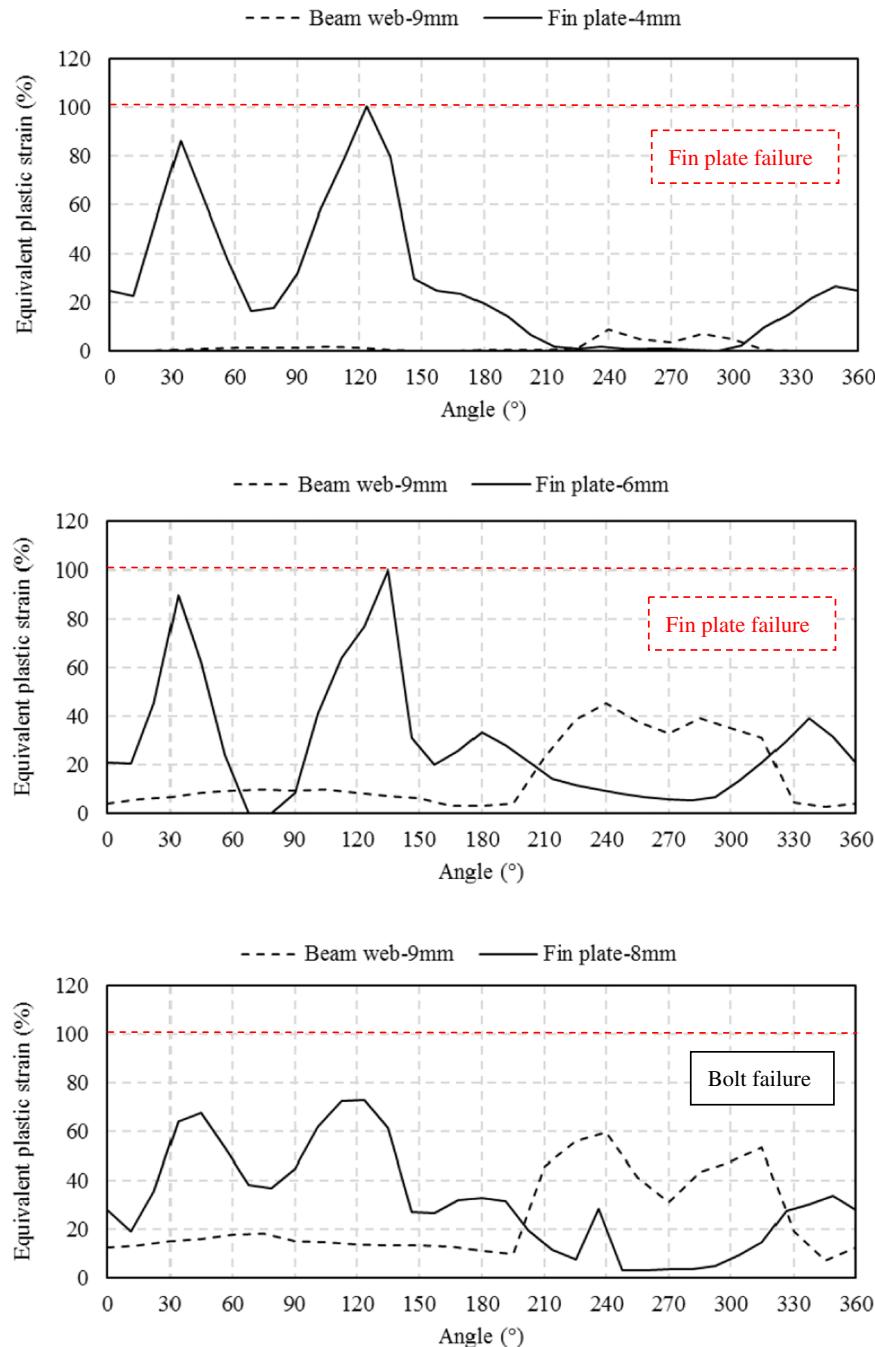 Beam web-9mm Fin plate-4mm
120
100
80
60
40
20
0
Equivalent plastic strain (%)
Fin plate failure
0 30 60 90 120 150 180 210 240 270 300 330 360
Angle (°)
Beam web-9mm Fin plate-6mm
120
100
80
60
40
20
0
Equivalent plastic strain (%)
Fin plate failure
0 30 60 90 120 150 180 210 240 270 300 330 360
Angle (°)
Beam web-9mm Fin plate-8mm
120
100
80
60
40
20
0
Equivalent plastic strain (%)
Bolt failure
0 30 60 90 120 150 180 210 240 270 300 330 360
Angle (°)